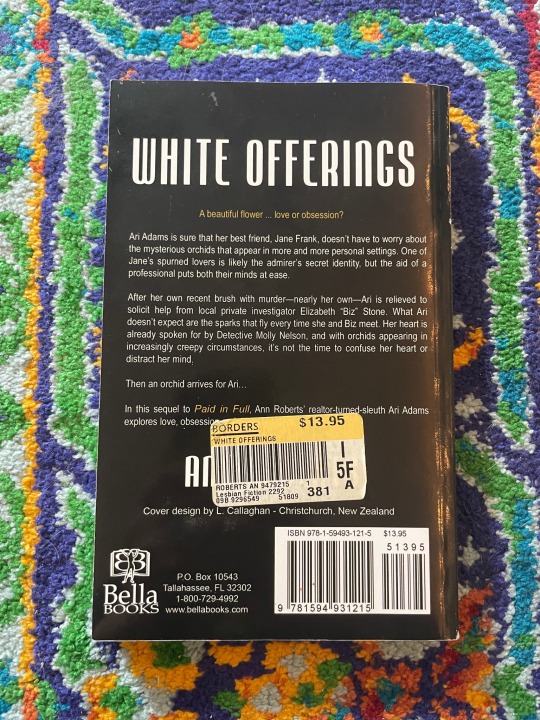 WHITE OFFERINGS
A beautiful flower ... love or obsession?
Ari Adams is sure that her best friend, Jane Frank, doesn't have to worry about
the mysterious orchids that appear in more and more personal settings. One of
Jane's spurned lovers is likely the admirer's secret identity, but the aid of a
professional puts both their minds at ease.
After her own recent brush with murder—nearly her own—Ari is relieved to
solicit help from local private investigator Elizabeth "Biz" Stone. What Ari
doesn't expect are the sparks that fly every time she and Biz meet. Her heart is
already spoken for by Detective Molly Nelson, and with orchids appearing in
increasingly creepy circumstances, it's not the time to confuse her heart or
distract her mind.
Then an orchid arrives for Ari...
In this sequel to Paid in Full, Ann Roberts' realtor-turned-sleuth Ari Adams
explores love,
BORDERS $13.95
WHITE OFFERINGS
I
5F
A
ROBERTS AN 9479215 1
Lesbian Fiction 2292
09B 9296549 51809 381
Cover design by L. Callaghan - Christchurch, New Zealand
ISBN 978-1-59493-121-5 $13.95
51395
9 781594 931215
Bella
BOOKS
P.O. Box 10543
Tallahassee, FL 32302
1-800-729-4992
www.bellabooks.com